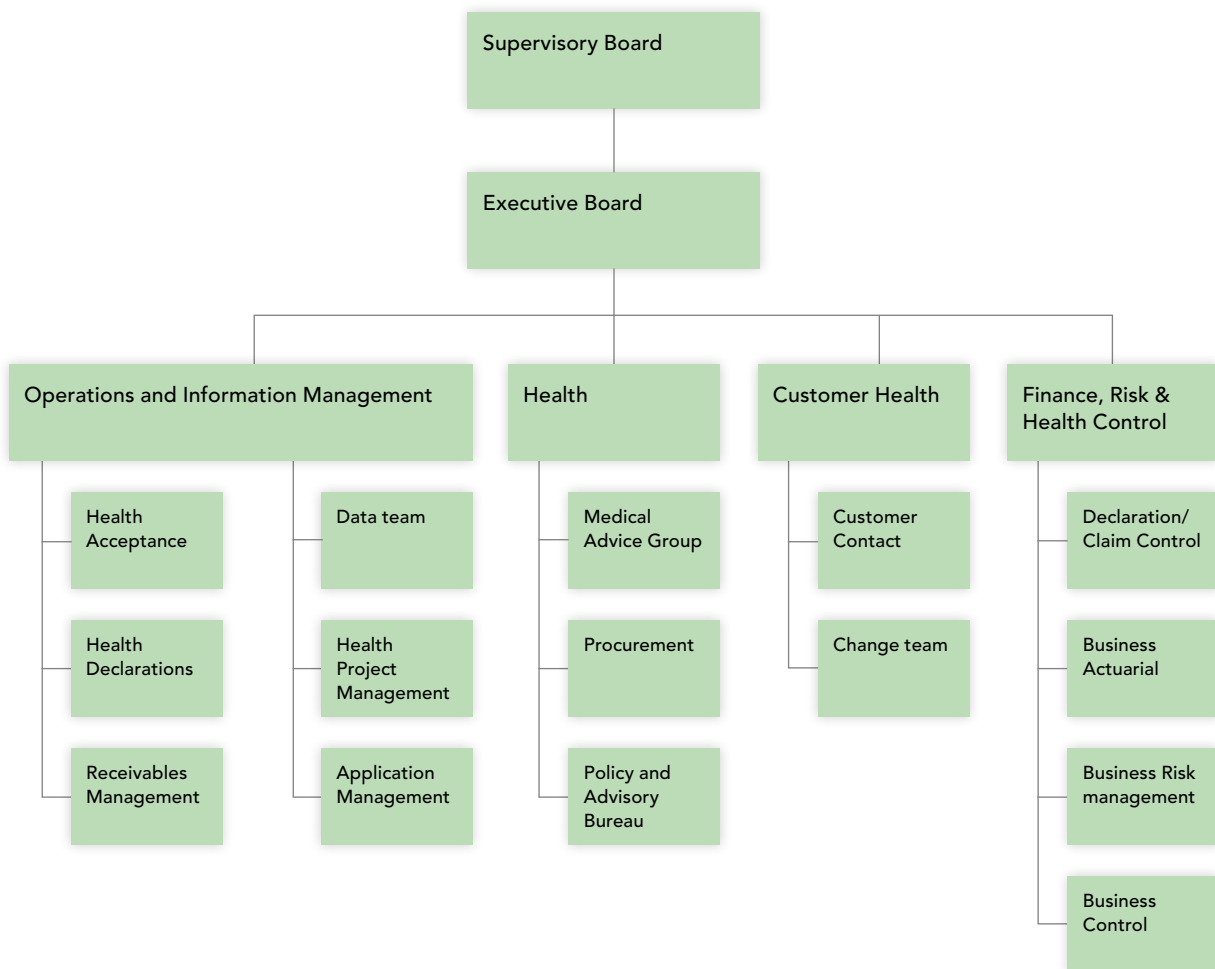 Supervisory Board
Executive Board
Operations and Information Management
Health
Customer Health
Finance, Risk &
Health Control
Health
Acceptance
Health
Declarations
Receivables
Management
Data team
Health
Project
Management
Application
Management
Medical
Advice Group
Procurement
Policy and
Advisory
Bureau
Customer
Contact
Change team
Declaration/
Claim Control
Business
Actuarial
Business Risk
management
Business
Control